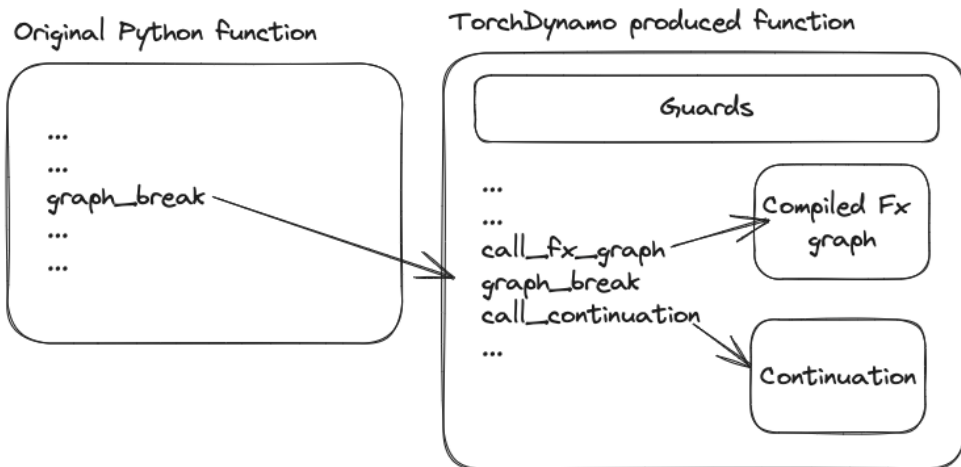 Original Python function
...
...
graph_break
...
...
TorchDynamo produced function
Guards
...
...
call_fx_graph
graph_break
call_continuation
...
Compiled Fx
graph
Continuation